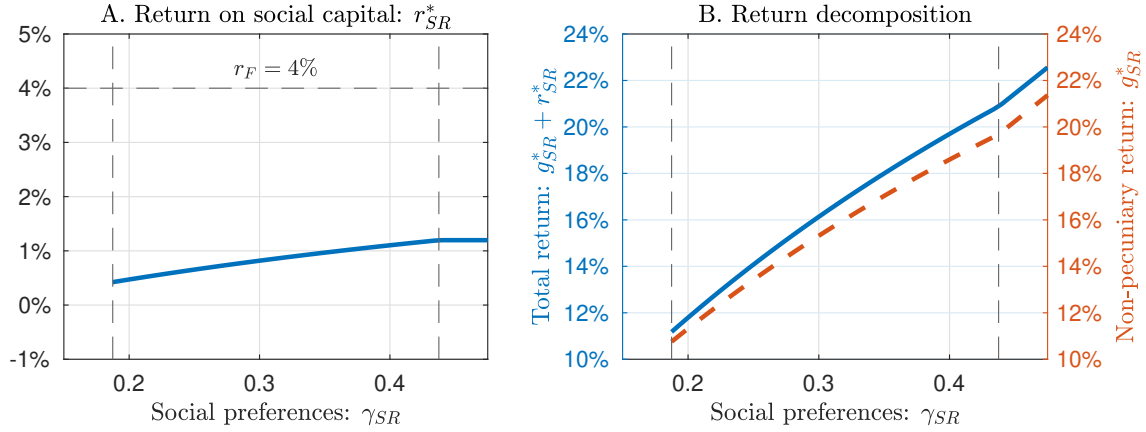 A. Return on social capital: r*_SR
5%
4%
3%
2%
1%
0%
-1%
r_F = 4%
0.2 0.3 0.4
Social preferences: γ_SR
B. Return decomposition
Total return: g*_SR + r*_SR
24%
22%
20%
18%
16%
14%
12%
10%
24%
22%
20%
18%
16%
14%
12%
10%
Non-pecuniary return: g*_SR
0.2 0.3 0.4
Social preferences: γ_SR